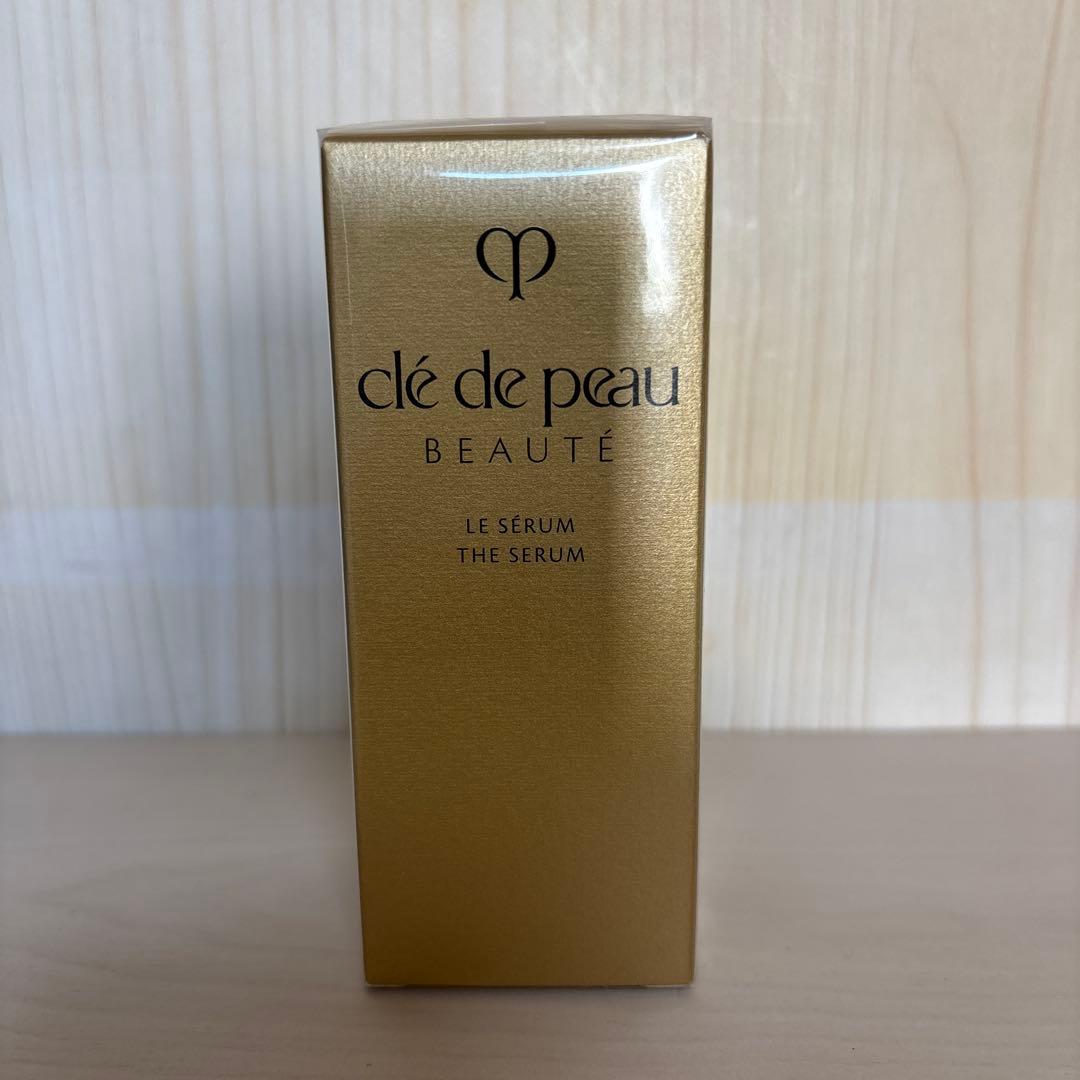 clé de peau
BEAUTÉ
LE SÉRUM
THE SERUM